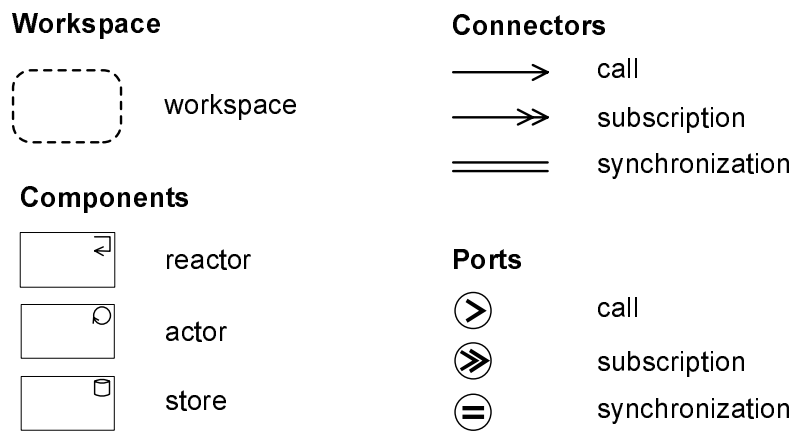 Workspace
workspace
Components
reactor
actor
store
Connectors
call
subscription
synchronization
Ports
call
subscription
synchronization